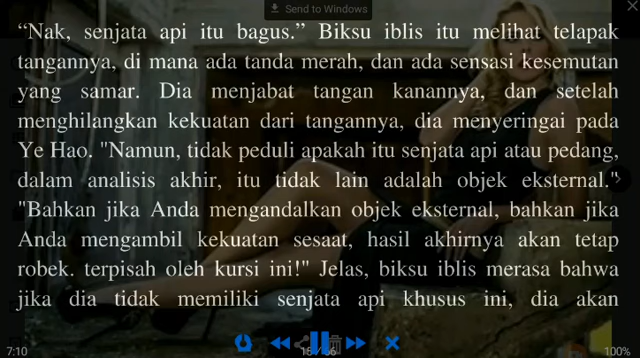 Send to Windows
“Nak, senjata api itu bagus.” Biksu iblis itu melihat telapak
tangannya, di mana ada tanda merah, dan ada sensasi kesemutan
yang samar. Dia menjabat tangan kanannya, dan setelah
menghilangkan kekuatan dari tangannya, dia menyeringai pada
Ye Hao. "Namun, tidak peduli apakah itu senjata api atau pedang,
dalam analisis akhir, itu tidak lain adalah objek eksternal."
"Bahkan jika Anda mengandalkan objek eksternal, bahkan jika
Anda mengambil kekuatan sesaat, hasil akhirnya akan tetap
robek. terpisah oleh kursi ini!" Jelas, biksu iblis merasa bahwa
jika dia tidak memiliki senjata api khusus ini, dia akan
7:10
100%